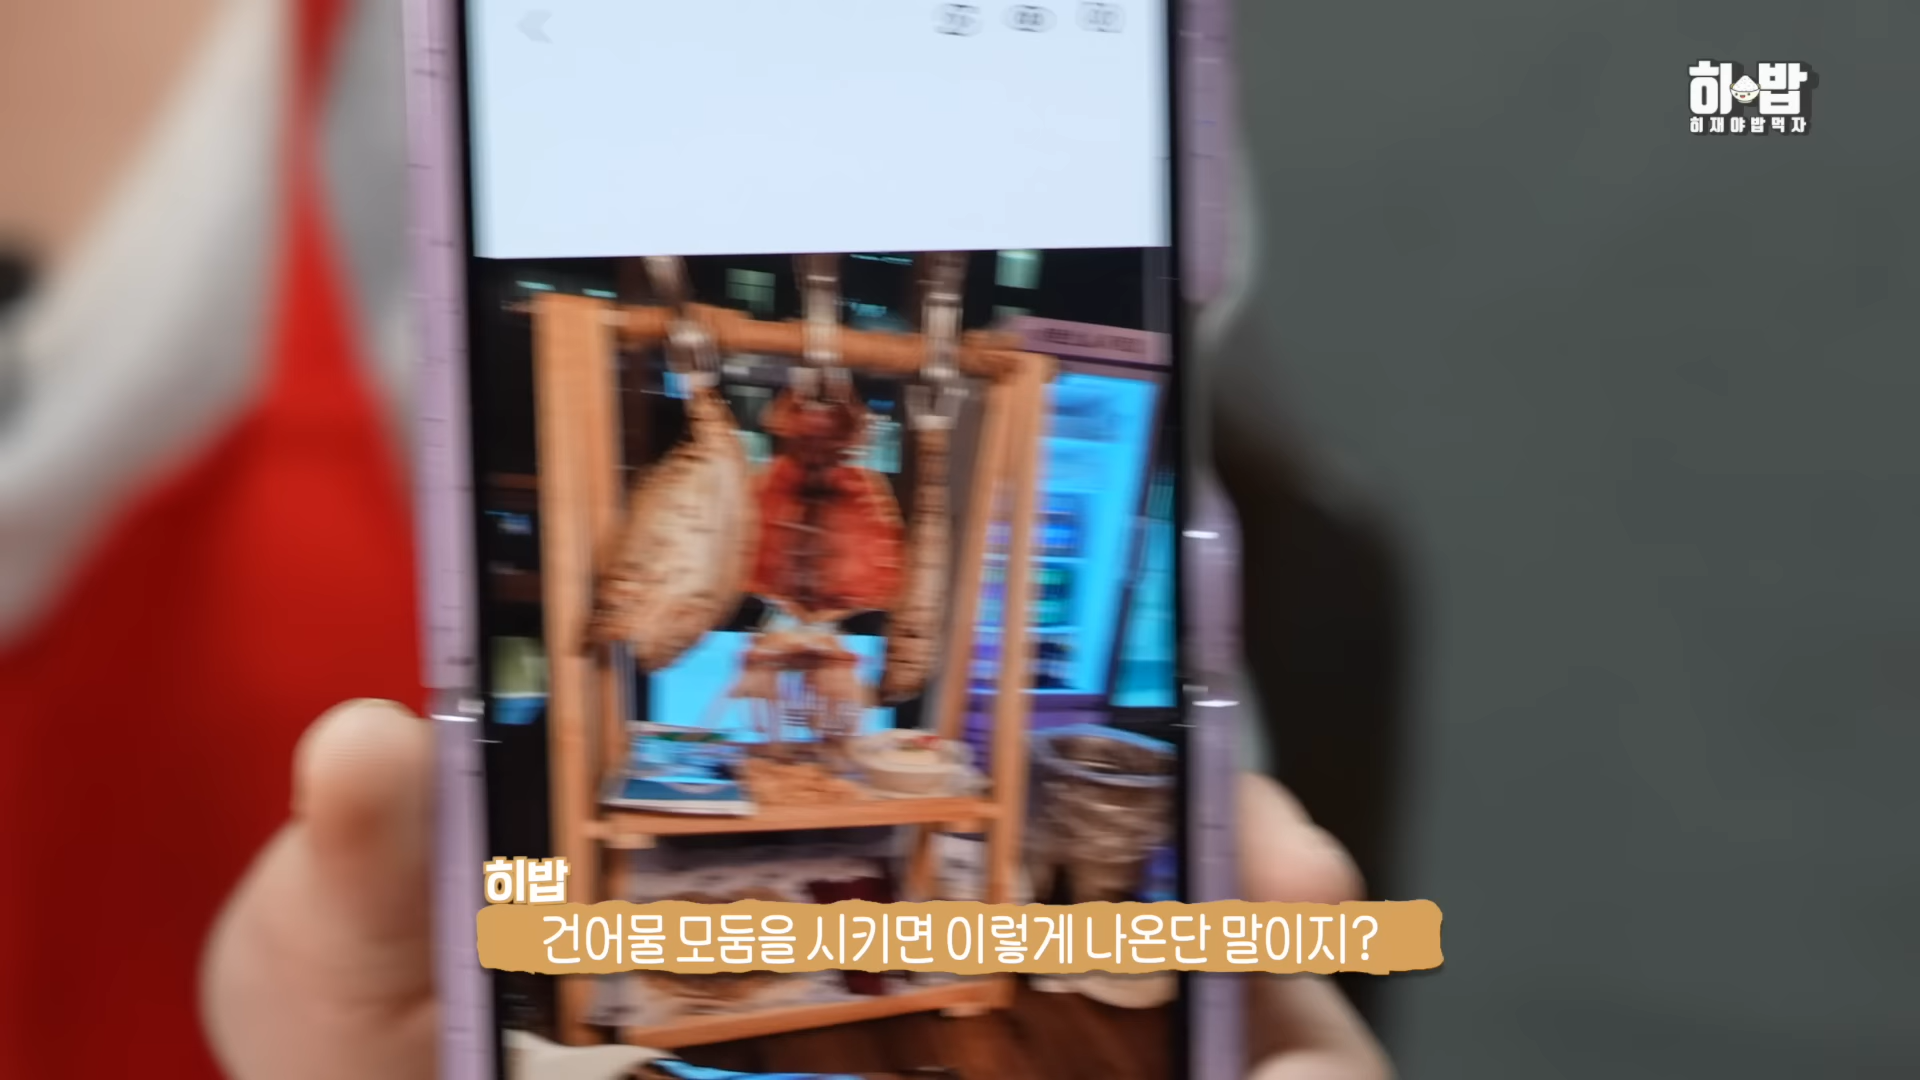 히밥
히재야밥먹자
히밥
건어물 모둠을 시키면 이렇게 나온단 말이지?